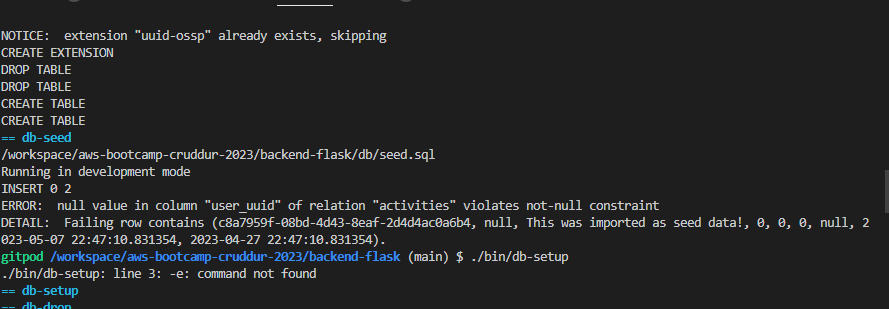 NOTICE:  extension "uuid-ossp" already exists, skipping
CREATE EXTENSION
DROP TABLE
DROP TABLE
CREATE TABLE
CREATE TABLE
== db-seed
/workspace/aws-bootcamp-cruddur-2023/backend-flask/db/seed.sql
Running in development mode
INSERT 0 2
ERROR:  null value in column "user_uuid" of relation "activities" violates not-null constraint
DETAIL:  Failing row contains (c8a7959f-08bd-4d43-8eaf-2d4d4ac0a6b4, null, This was imported as seed data!, 0, 0, 0, null, 2
023-05-07 22:47:10.831354, 2023-04-27 22:47:10.831354).
gitpod /workspace/aws-bootcamp-cruddur-2023/backend-flask (main) $ ./bin/db-setup
./bin/db-setup: line 3: -e: command not found
== db-setup
== db-drop